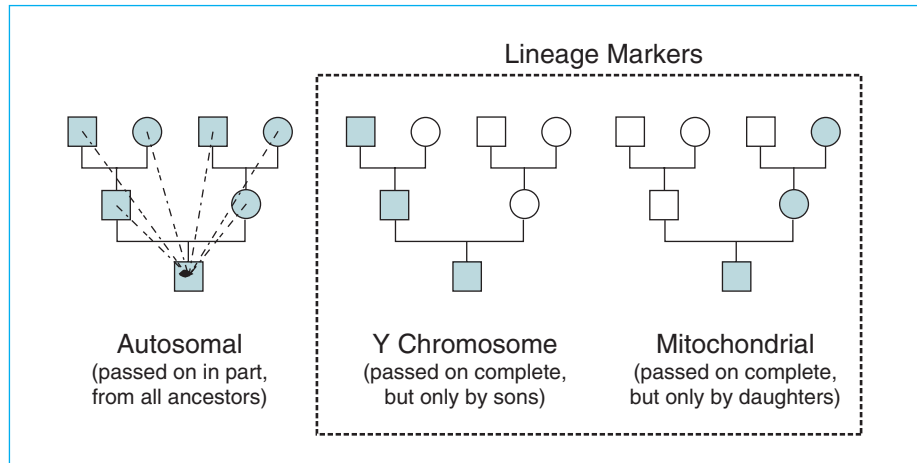 Lineage Markers
Autosomal
(passed on in part,
from all ancestors)
Y Chromosome
(passed on complete,
but only by sons)
Mitochondrial
(passed on complete,
but only by daughters)